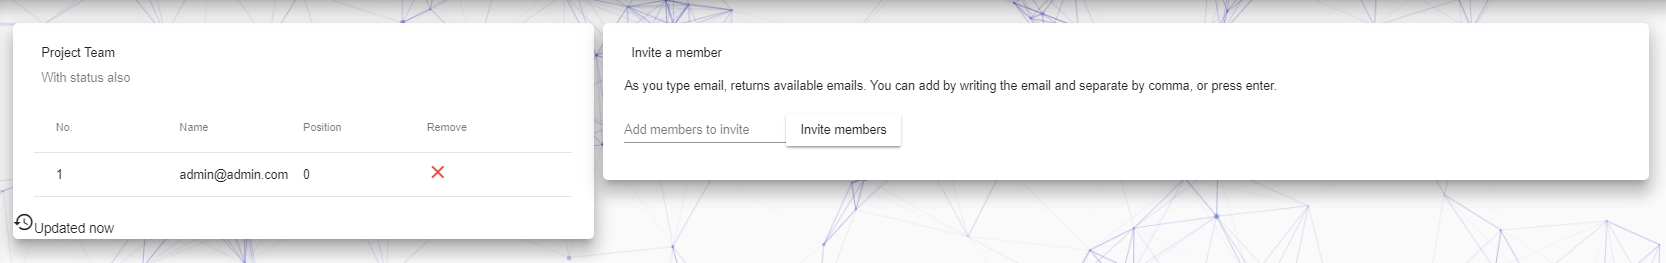 Project Team
With status also
No. Name Position Remove
1 admin@admin.com 0
Updated now
Invite a member
As you type email, returns available emails. You can add by writing the email and separate by comma, or press enter.
Add members to invite Invite members